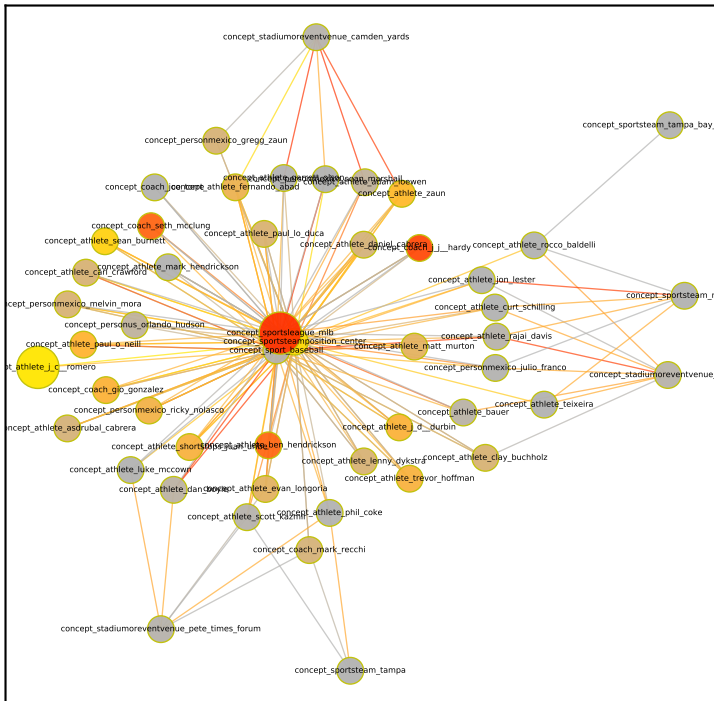 concept_stadiumoreventvenue_camden_yards
concept_sportsteam_tampa_bay_
concept_personmexico_gregg_zaun
concept_athlete_fernando_abad
concept_athlete_zaun
concept_coach_seth_mcclung
concept_athlete_sean_burnett
concept_athlete_paul_lo_duca
concept_athlete_daniel_cabrera
concept_coach_j_j__hardy
concept_athlete_rocco_baldelli
concept_athlete_mark_hendrickson
concept_athlete_carl_crawford
concept_athlete_jon_lester
concept_sportsteam_
concept_personmexico_melvin_mora
concept_athlete_curt_schilling
concept_personus_orlando_hudson
concept_sportsleague_mlb
concept_athlete_rajai_davis
concept_sportsteamposition_center
concept_athlete_paul_o_neill
concept_sport_baseball
concept_athlete_matt_murton
concept_athlete_j_c__romero
concept_personmexico_julio_franco
concept_stadiumoreventvenue_
concept_coach_gio_gonzalez
concept_athlete_teixeira
concept_personmexico_ricky_nolasco
concept_athlete_bauer
concept_athlete_asdrubal_cabrera
concept_athlete_j_d__durbin
concept_athlete_ben_hendrickson
concept_athlete_lenny_dykstra
concept_athlete_clay_buchholz
concept_athlete_luke_mccown
concept_athlete_trevor_hoffman
concept_athlete_dan_boyle
concept_athlete_evan_longoria
concept_athlete_scott_kazmir
concept_athlete_phil_coke
concept_coach_mark_recchi
concept_stadiumoreventvenue_pete_times_forum
concept_sportsteam_tampa